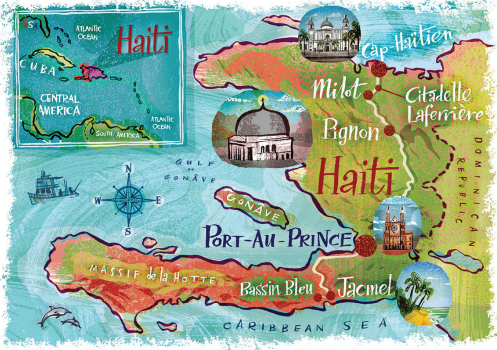 US
ATLANTIC
OCEAN
Haiti
CUBA
CENTRAL
AMERICA
ATLANTIC
OCEAN
SOUTH AMERICA
Cap-Haïtien
Milot
Citadelle
Laferrière
Pignon
Haiti
DOMINICAN
REPUBLIC
GULF
OF
GONÂVE
N
W
E
S
GONÂVE
PORT-AU-PRINCE
MASSIF de la HOTTE
Bassin Bleu
Jacmel
CARIBBEAN SEA